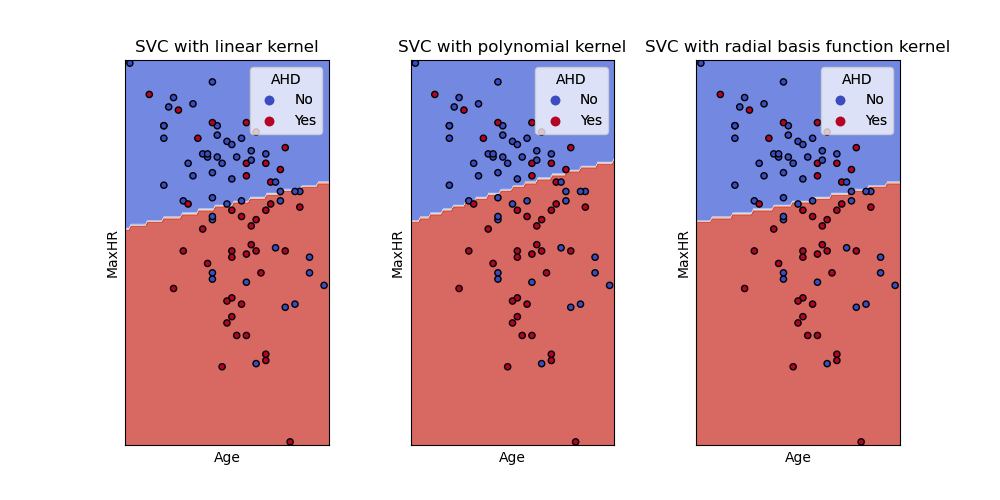 SVC with linear kernel
AHD
No
Yes
MaxHR
Age
SVC with polynomial kernel
AHD
No
Yes
MaxHR
Age
SVC with radial basis function kernel
AHD
No
Yes
MaxHR
Age